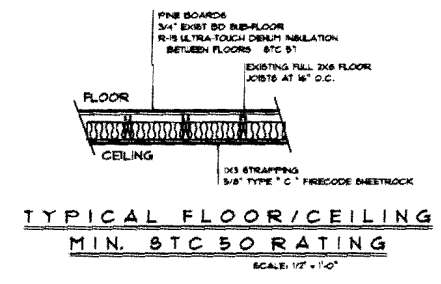 PINE BOARDS
3/4" EXIST BD SUB-FLOOR
R-19 ULTRA-TOUCH DENIM INSULATION
BETWEEN FLOORS STC 51
EXISTING FULL 2X8 FLOOR
JOISTS AT 16" O.C.
FLOOR
CEILING
1X3 STRAPPING
5/8" TYPE "C" FIRECODE SHEETROCK
TYPICAL FLOOR/CEILING
MIN. STC 50 RATING
SCALE: 1/2" = 1'-0"